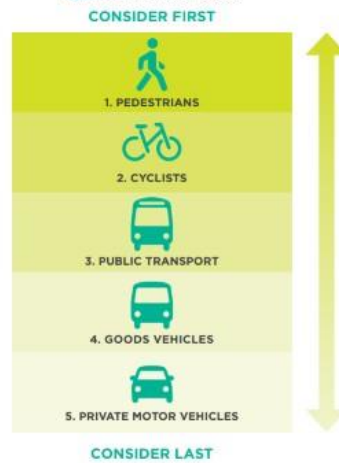 CONSIDER FIRST
1. PEDESTRIANS
2. CYCLISTS
3. PUBLIC TRANSPORT
4. GOODS VEHICLES
5. PRIVATE MOTOR VEHICLES
CONSIDER LAST